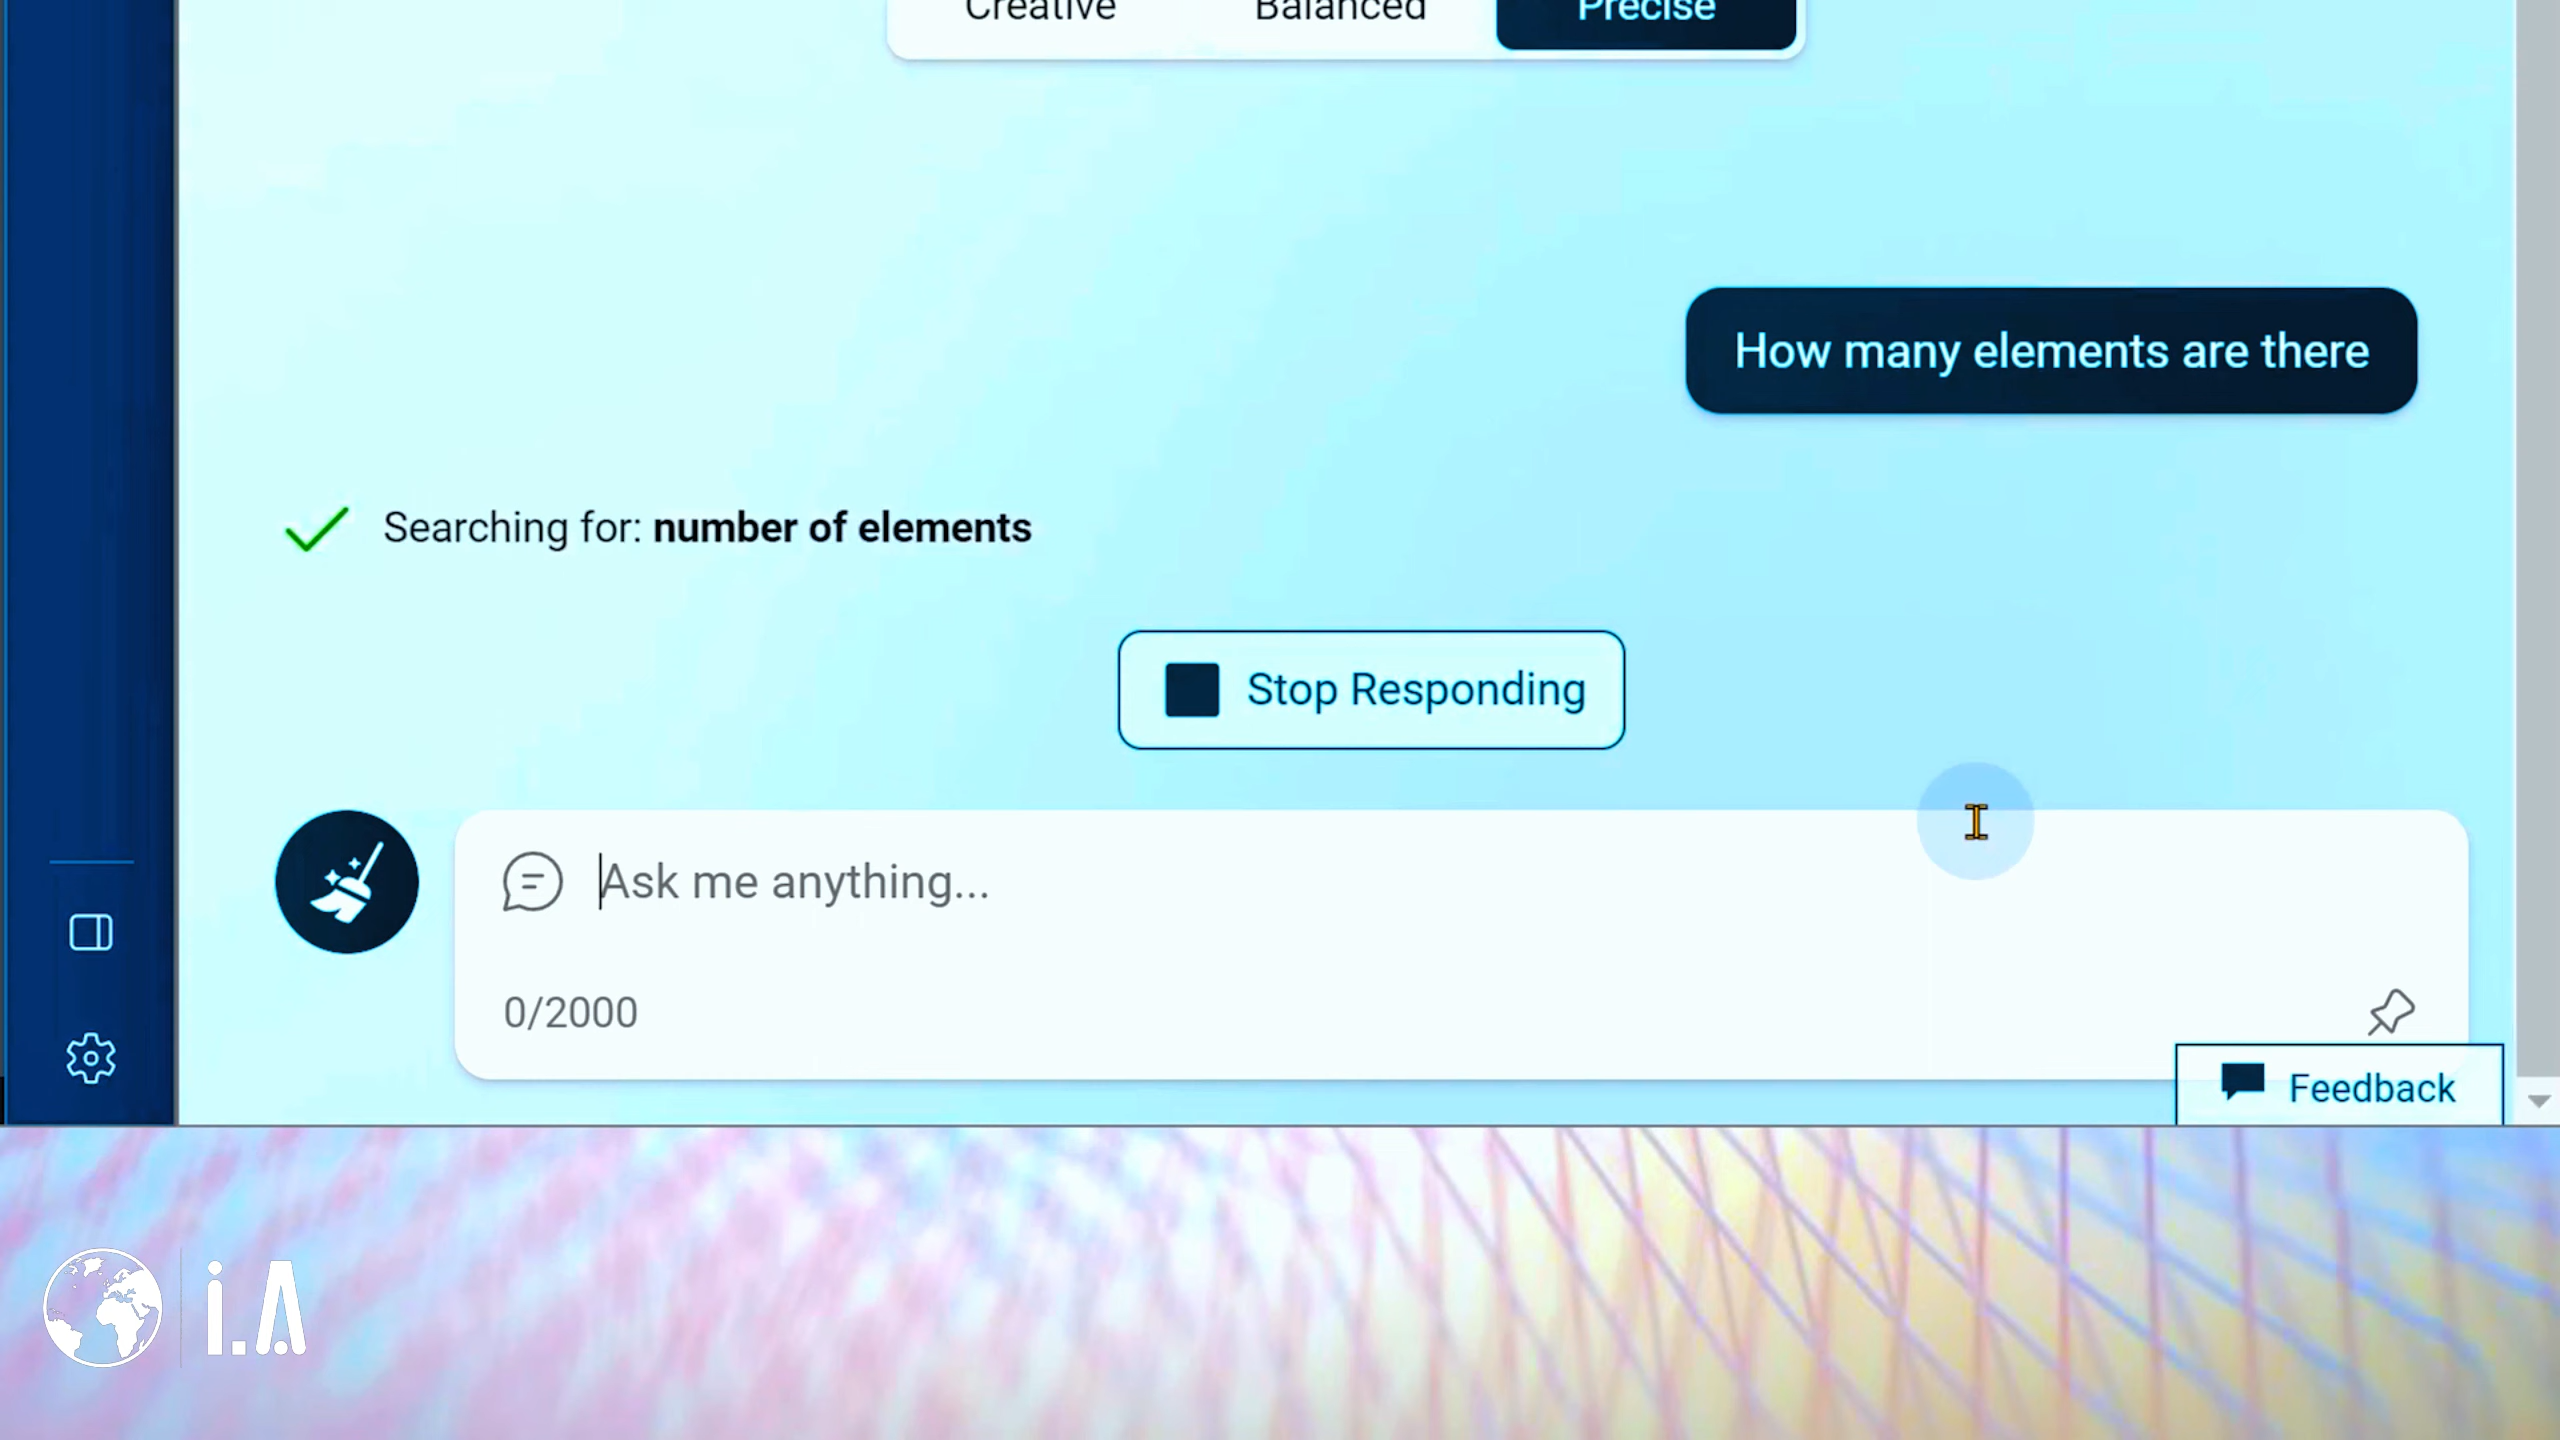 Creative Balanced Precise
How many elements are there
Searching for: number of elements
Stop Responding
Ask me anything...
0/2000
Feedback
i.A